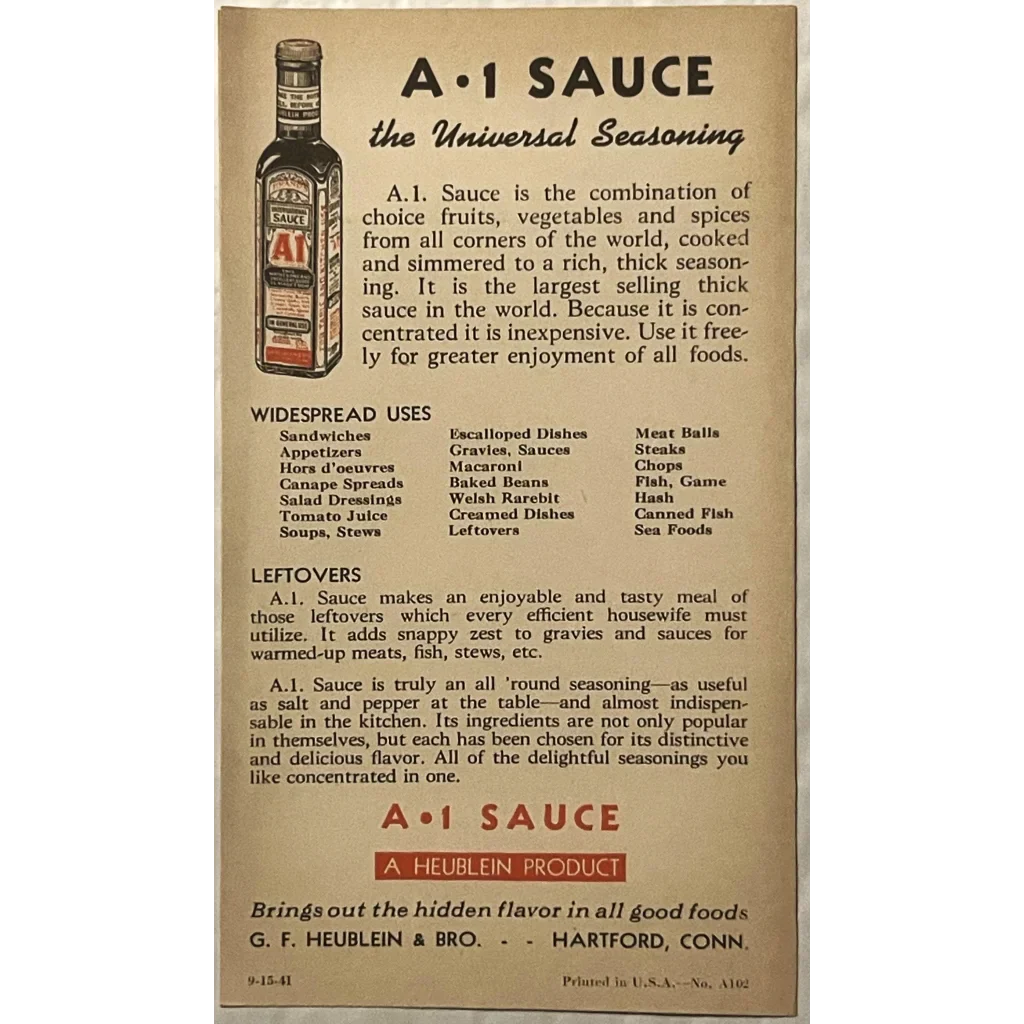 A•1 SAUCE
the Universal Seasoning
SAUCE
A1
A.1. Sauce is the combination of
choice fruits, vegetables and spices
from all corners of the world, cooked
and simmered to a rich, thick season-
ing. It is the largest selling thick
sauce in the world. Because it is con-
centrated it is inexpensive. Use it free-
ly for greater enjoyment of all foods.
WIDESPREAD USES
Sandwiches
Appetizers
Hors d'oeuvres
Canape Spreads
Salad Dressings
Tomato Juice
Soups, Stews
Escalloped Dishes
Gravies, Sauces
Macaroni
Baked Beans
Welsh Rarebit
Creamed Dishes
Leftovers
Meat Balls
Steaks
Chops
Fish, Game
Hash
Canned Fish
Sea Foods
LEFTOVERS
A.1. Sauce makes an enjoyable and tasty meal of
those leftovers which every efficient housewife must
utilize. It adds snappy zest to gravies and sauces for
warmed-up meats, fish, stews, etc.
A.1. Sauce is truly an all 'round seasoning—as useful
as salt and pepper at the table—and almost indispen-
sable in the kitchen. Its ingredients are not only popular
in themselves, but each has been chosen for its distinctive
and delicious flavor. All of the delightful seasonings you
like concentrated in one.
A•1 SAUCE
A HEUBLEIN PRODUCT
Brings out the hidden flavor in all good foods
G. F. HEUBLEIN & BRO. - - HARTFORD, CONN.
9-15-41
Printed in U.S.A.—No. A102